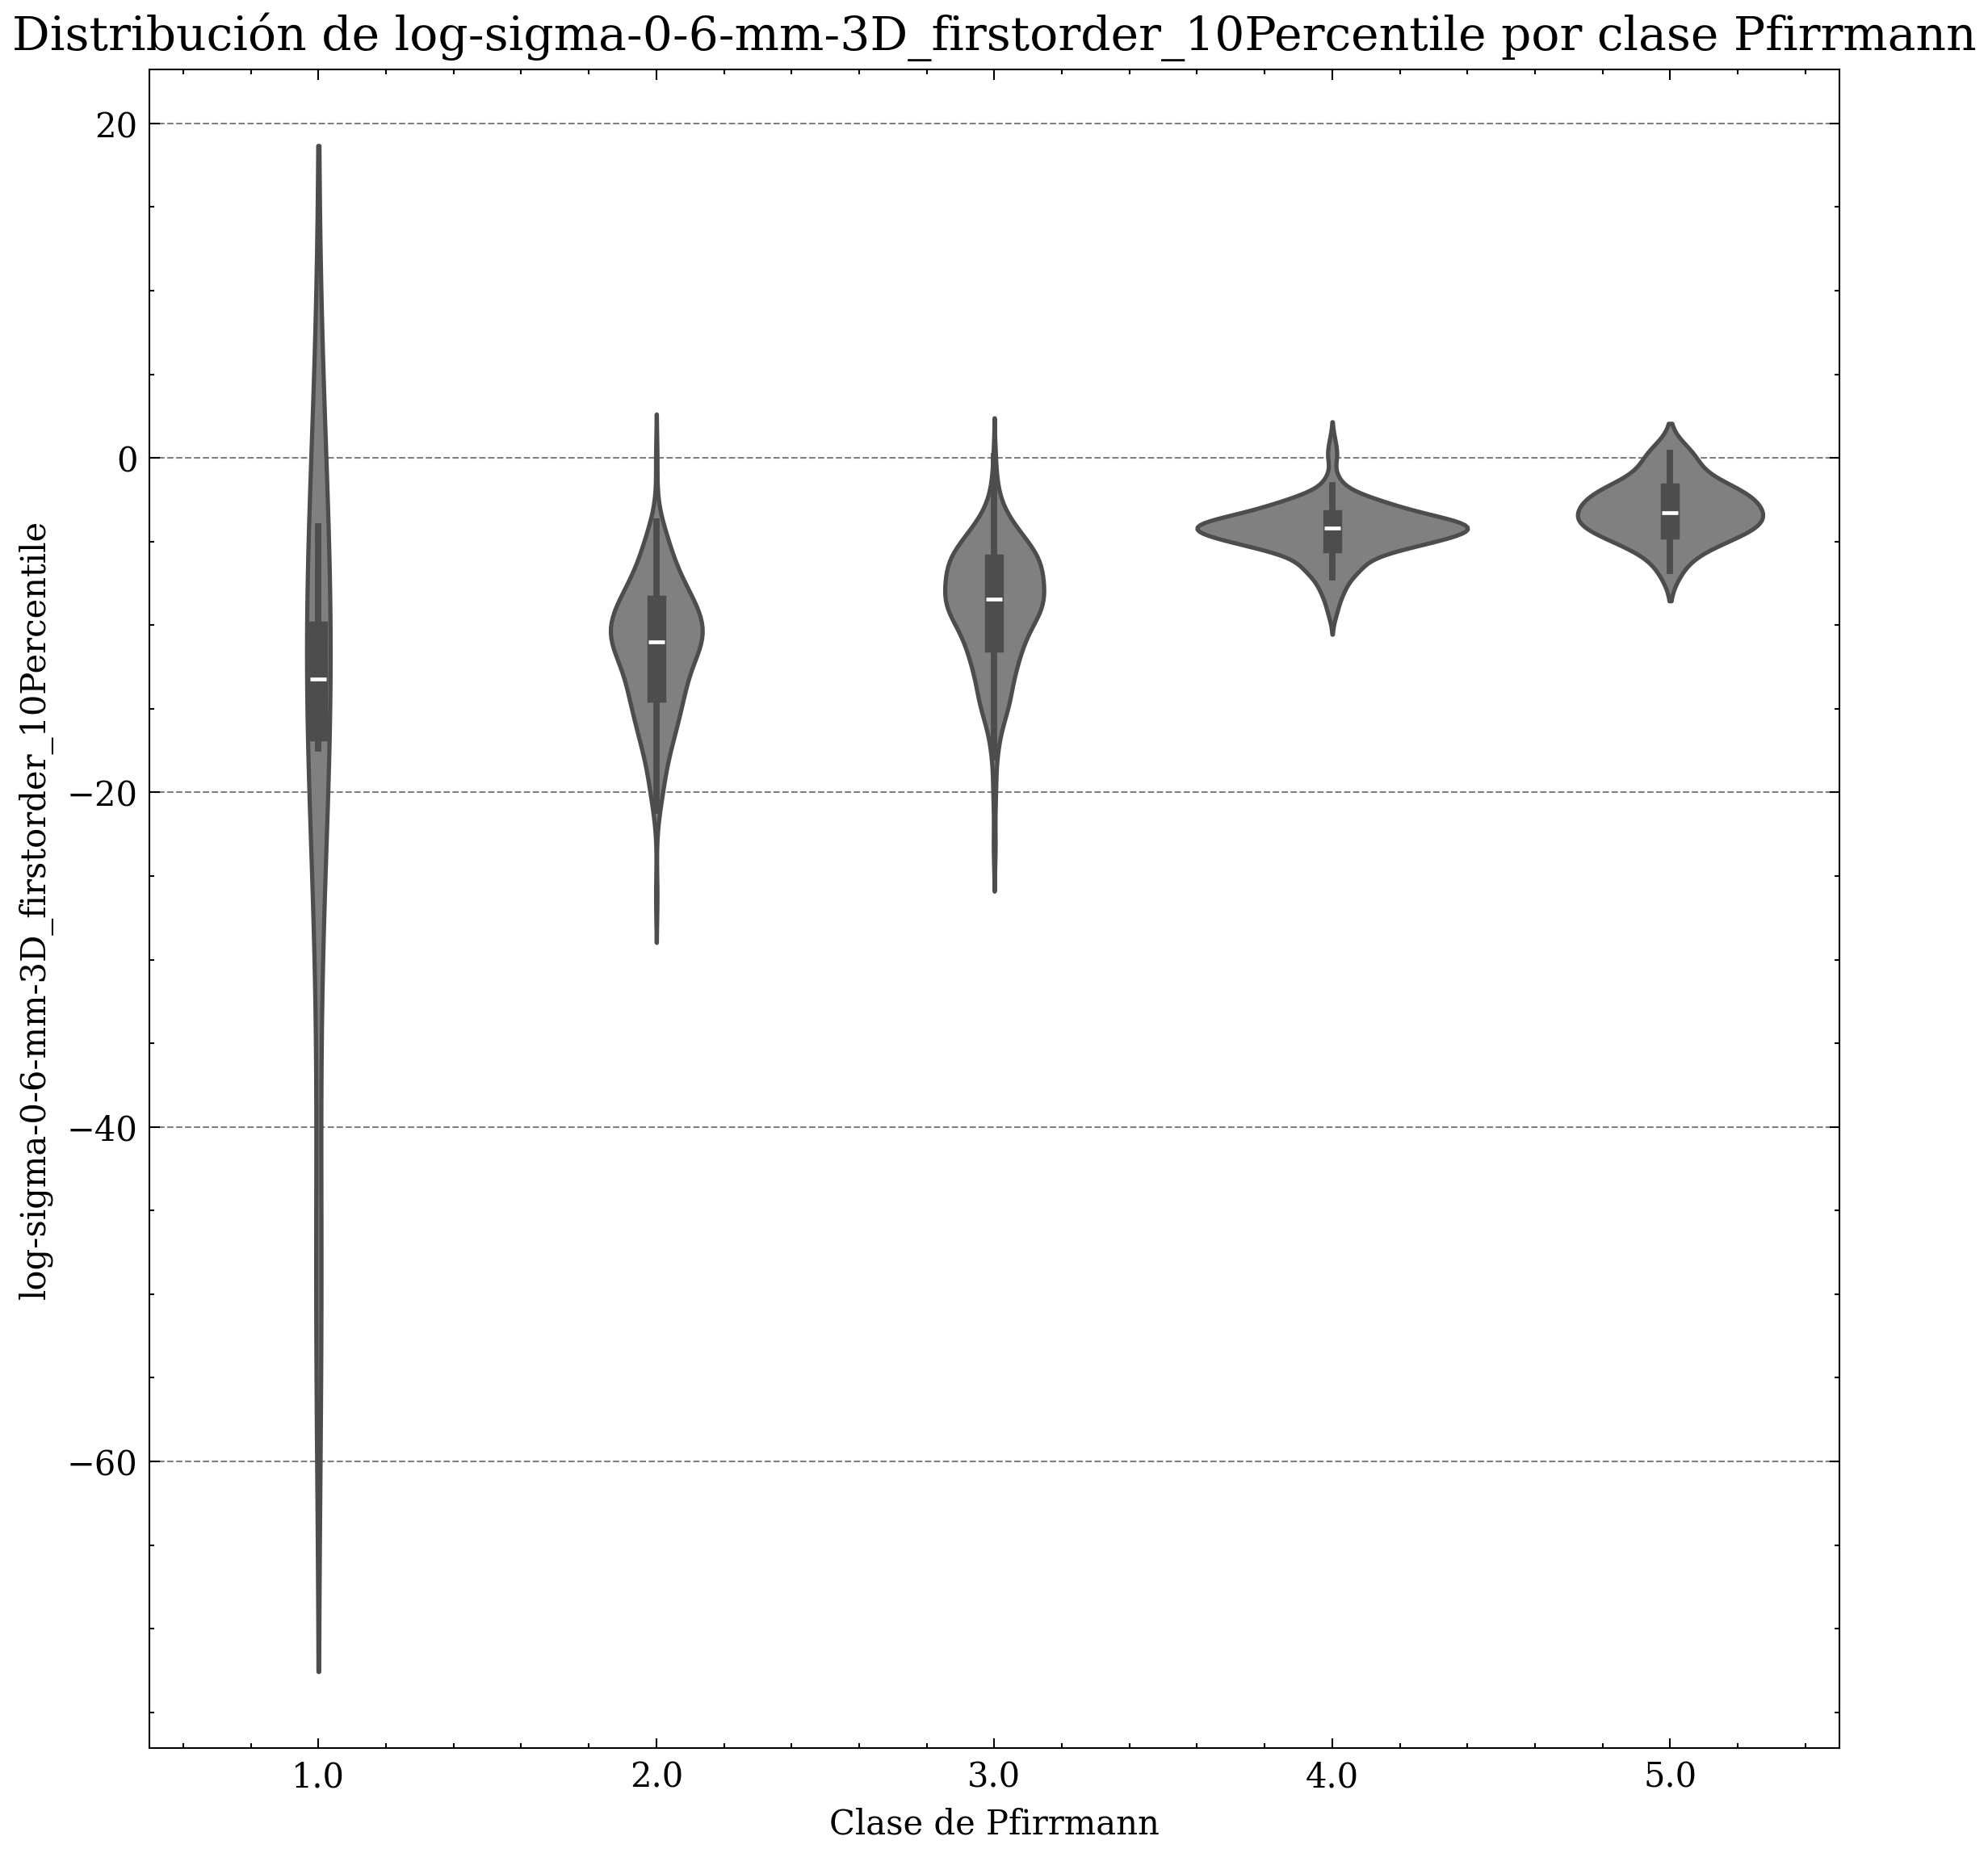 Distribución de log-sigma-0-6-mm-3D_firstorder_10Percentile por clase Pfirrmann
log-sigma-0-6-mm-3D_firstorder_10Percentile
20
0
−20
−40
−60
1.0 2.0 3.0 4.0 5.0
Clase de Pfirrmann